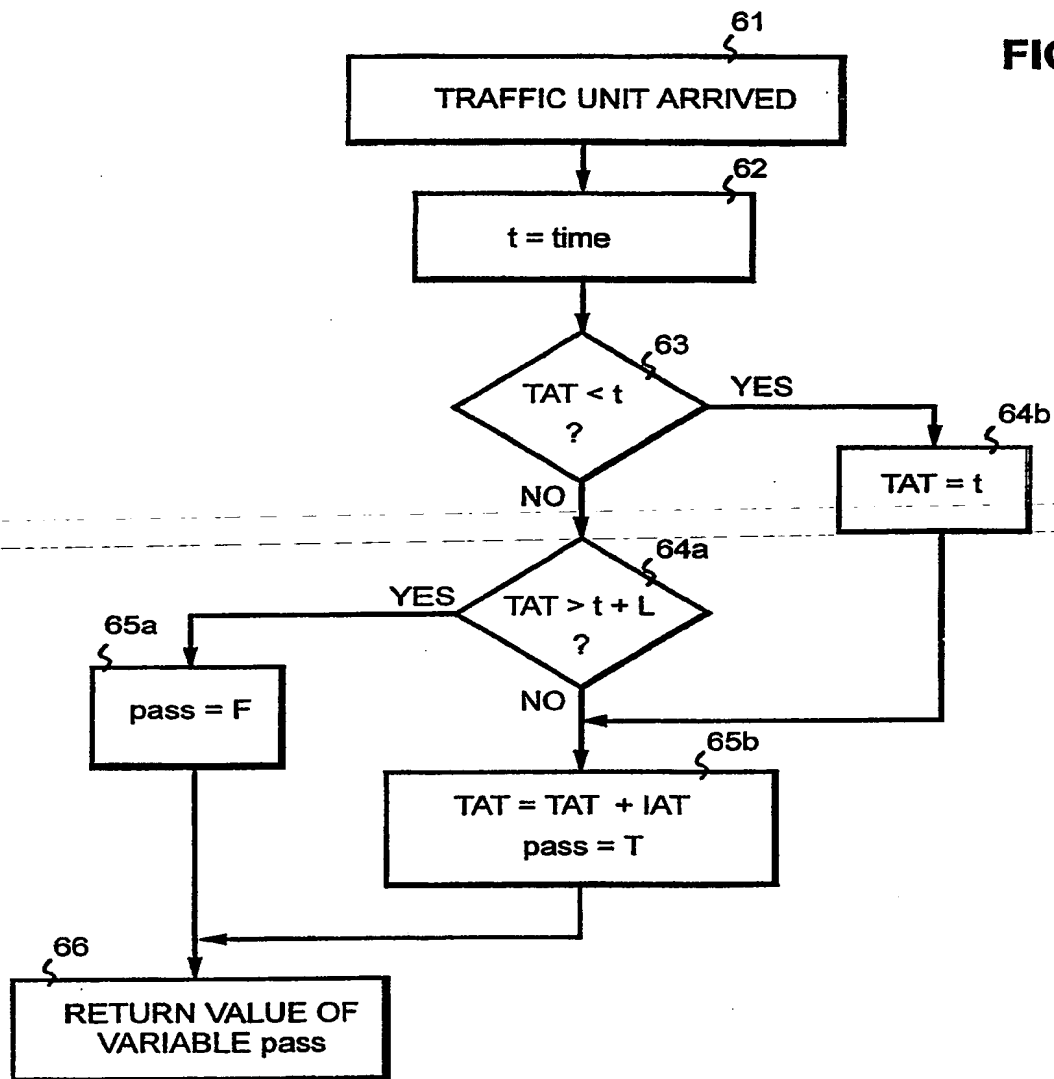 61
FIG
TRAFFIC UNIT ARRIVED
62
t = time
63
TAT < t
?
YES
64b
TAT = t
NO
64a
TAT > t + L
?
YES
65a
pass = F
NO
65b
TAT = TAT + IAT
pass = T
66
RETURN VALUE OF
VARIABLE pass